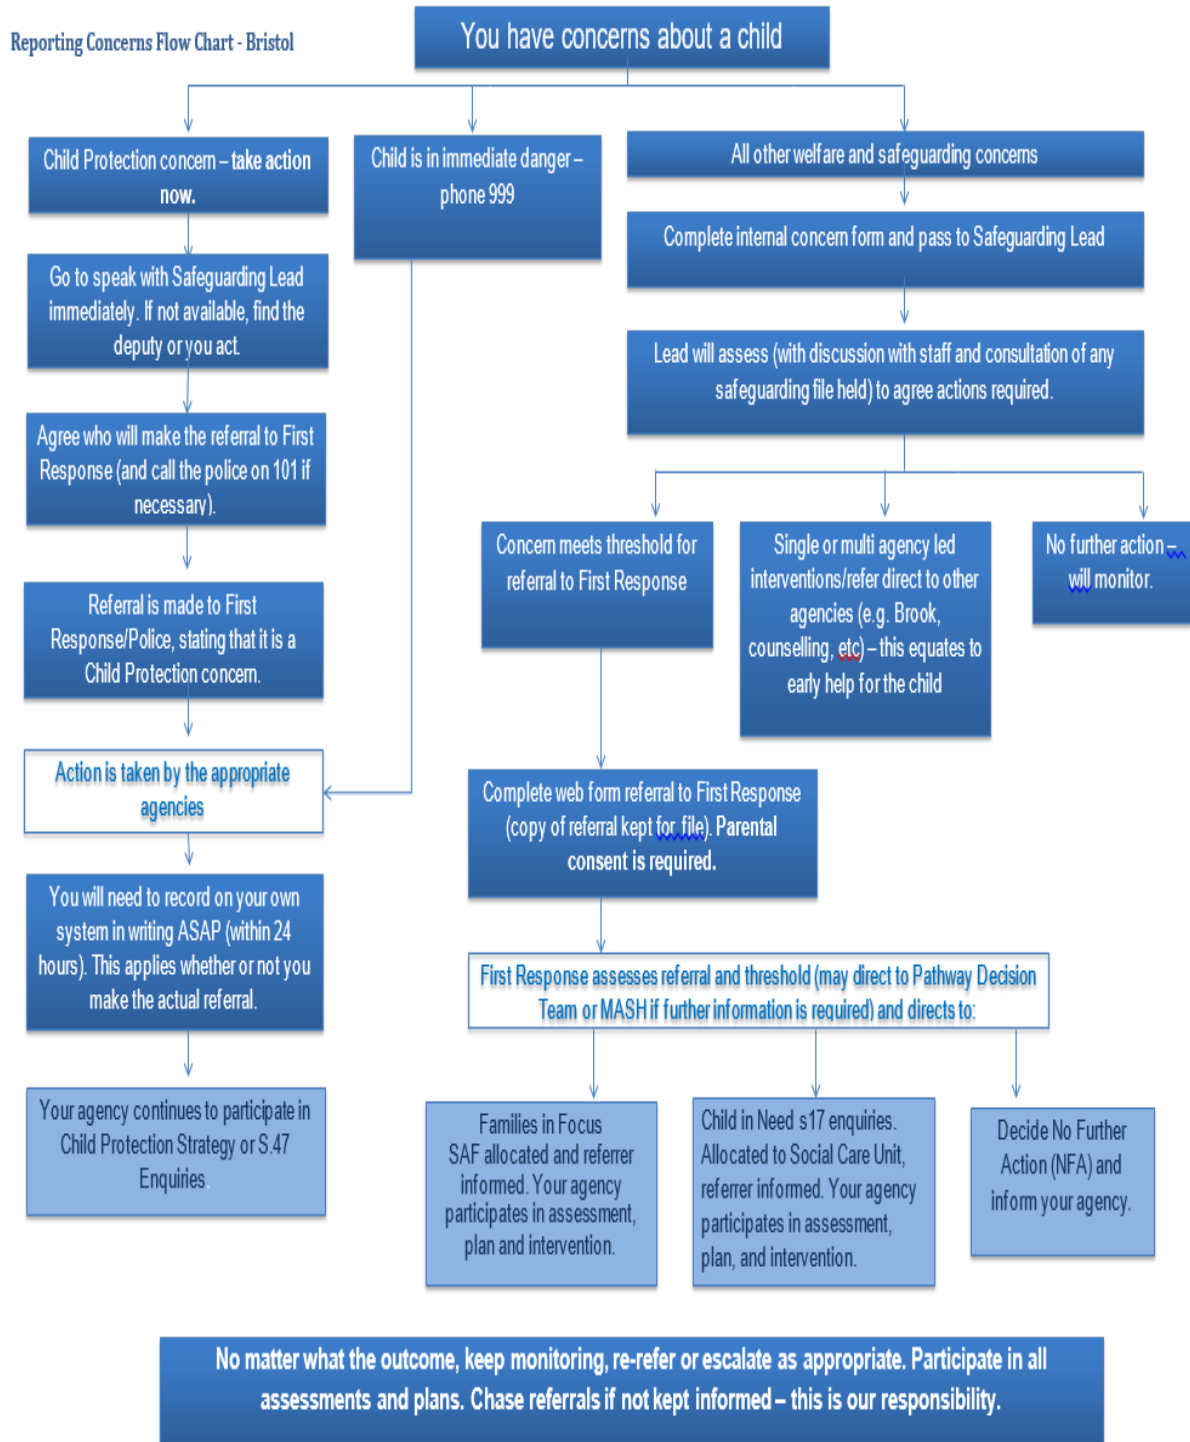 Reporting Concerns Flow Chart - Bristol
You have concerns about a child
Child Protection concern – take action
now.
Child is in immediate danger –
phone 999
All other welfare and safeguarding concerns
Go to speak with Safeguarding Lead
immediately. If not available, find the
deputy or you act.
Complete internal concern form and pass to Safeguarding Lead
Lead will assess (with discussion with staff and consultation of any
safeguarding file held) to agree actions required.
Agree who will make the referral to First
Response (and call the police on 101 if
necessary).
Concern meets threshold for
referral to First Response
Single or multi agency led
interventions/refer direct to other
agencies (e.g. Brook,
counselling, etc) – this equates to
early help for the child
No further action –
will monitor.
Referral is made to First
Response/Police, stating that it is a
Child Protection concern.
Action is taken by the appropriate
agencies
Complete web form referral to First Response
(copy of referral kept for file). Parental
consent is required.
You will need to record on your own
system in writing ASAP (within 24
hours). This applies whether or not you
make the actual referral.
First Response assesses referral and threshold (may direct to Pathway Decision
Team or MASH if further information is required) and directs to:
Your agency continues to participate in
Child Protection Strategy or S.47
Enquiries.
Families in Focus
SAF allocated and referrer
informed. Your agency
participates in assessment,
plan and intervention.
Child in Need s17 enquiries.
Allocated to Social Care Unit,
referrer informed. Your agency
participates in assessment,
plan, and intervention.
Decide No Further
Action (NFA) and
inform your agency.
No matter what the outcome, keep monitoring, re-refer or escalate as appropriate. Participate in all
assessments and plans. Chase referrals if not kept informed – this is our responsibility.